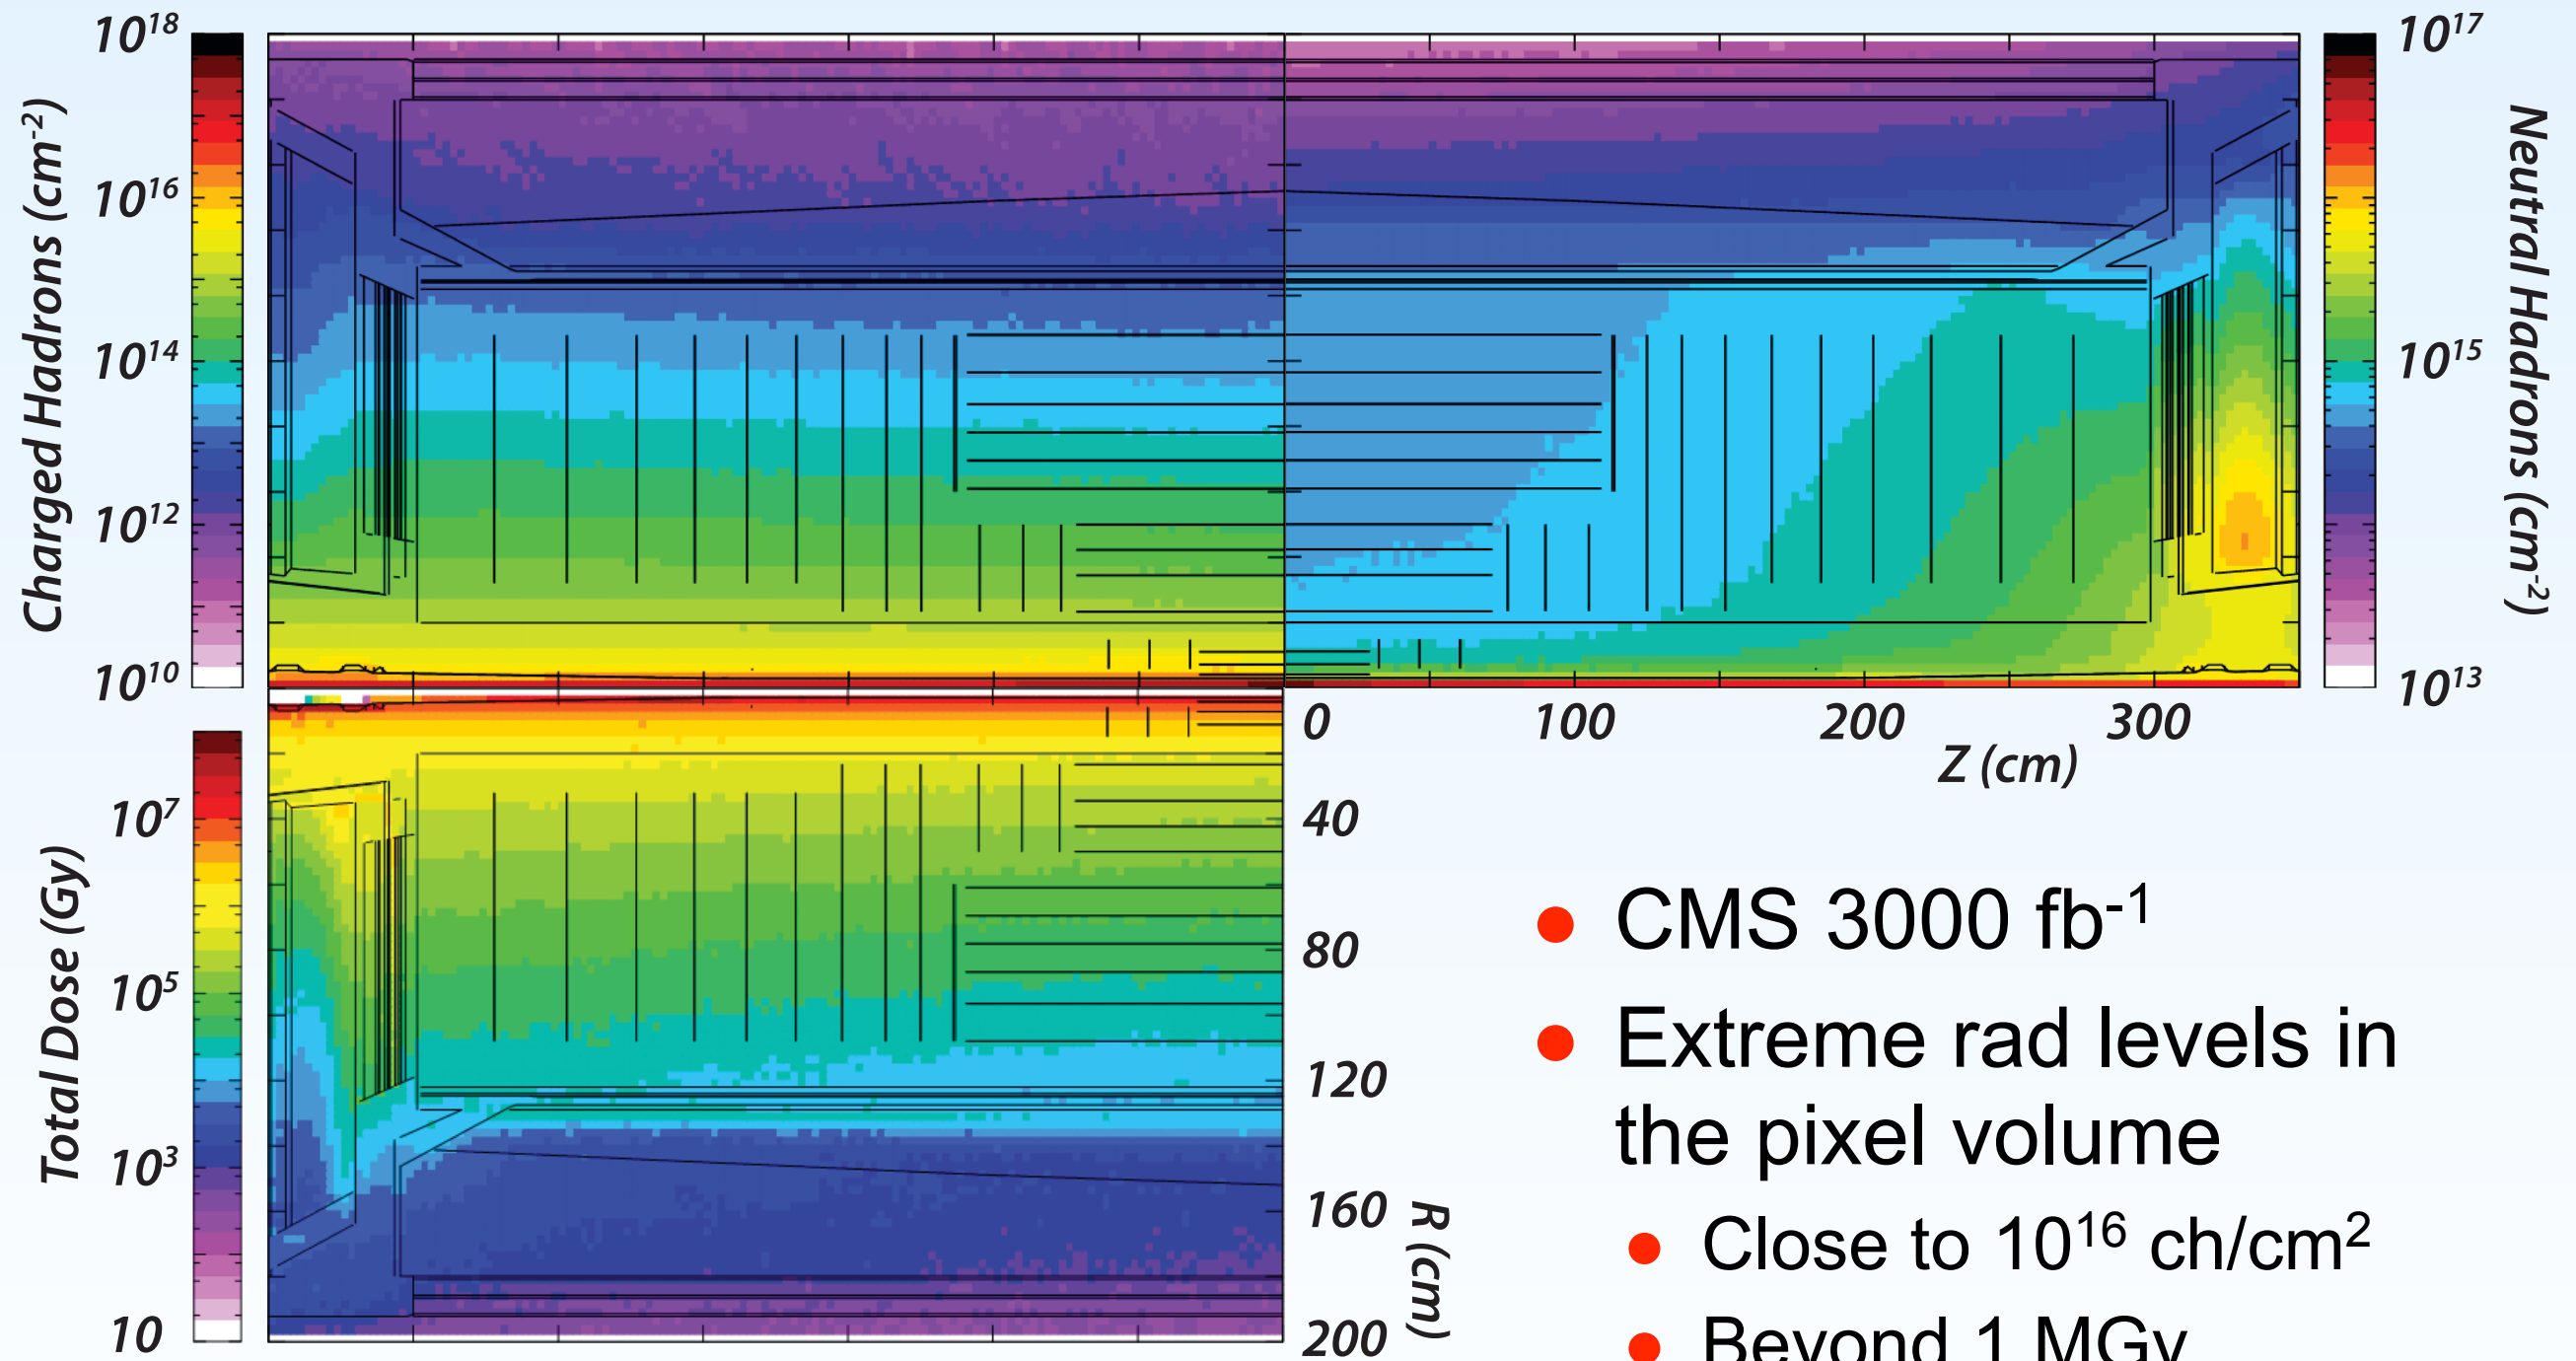 10^18
10^16
10^14
10^12
10^10
Charged Hadrons (cm^-2)
10^17
10^15
10^13
Neutral Hadrons (cm^-2)
0 100 200 300
Z (cm)
10^7
10^5
10^3
10
Total Dose (Gy)
40
80
120
160
200
R (cm)
• CMS 3000 fb^-1
• Extreme rad levels in
the pixel volume
• Close to 10^16 ch/cm^2
• Beyond 1 MGy